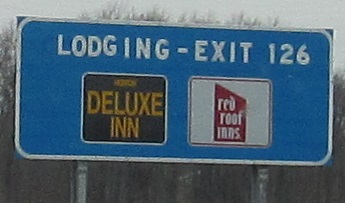 LODGING - EXIT 126
DELUXE
INN
red
roof
inns